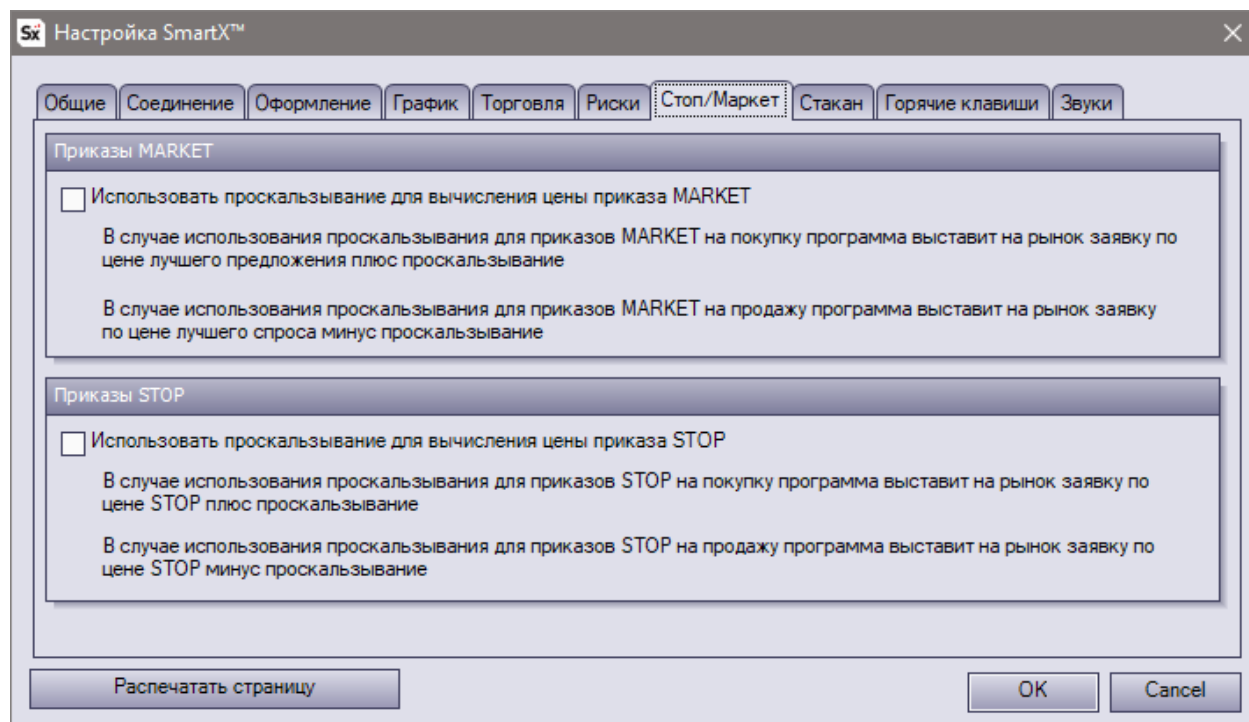 Sx Настройка SmartX™
Общие Соединение Оформление График Торговля Риски Стоп/Маркет Стакан Горячие клавиши Звуки
Приказы MARKET
Использовать проскальзывание для вычисления цены приказа MARKET
В случае использования проскальзывания для приказов MARKET на покупку программа выставит на рынок заявку по
цене лучшего предложения плюс проскальзывание
В случае использования проскальзывания для приказов MARKET на продажу программа выставит на рынок заявку
по цене лучшего спроса минус проскальзывание
Приказы STOP
Использовать проскальзывание для вычисления цены приказа STOP
В случае использования проскальзывания для приказов STOP на покупку программа выставит на рынок заявку по
цене STOP плюс проскальзывание
В случае использования проскальзывания для приказов STOP на продажу программа выставит на рынок заявку по
цене STOP минус проскальзывание
Распечатать страницу OK Cancel